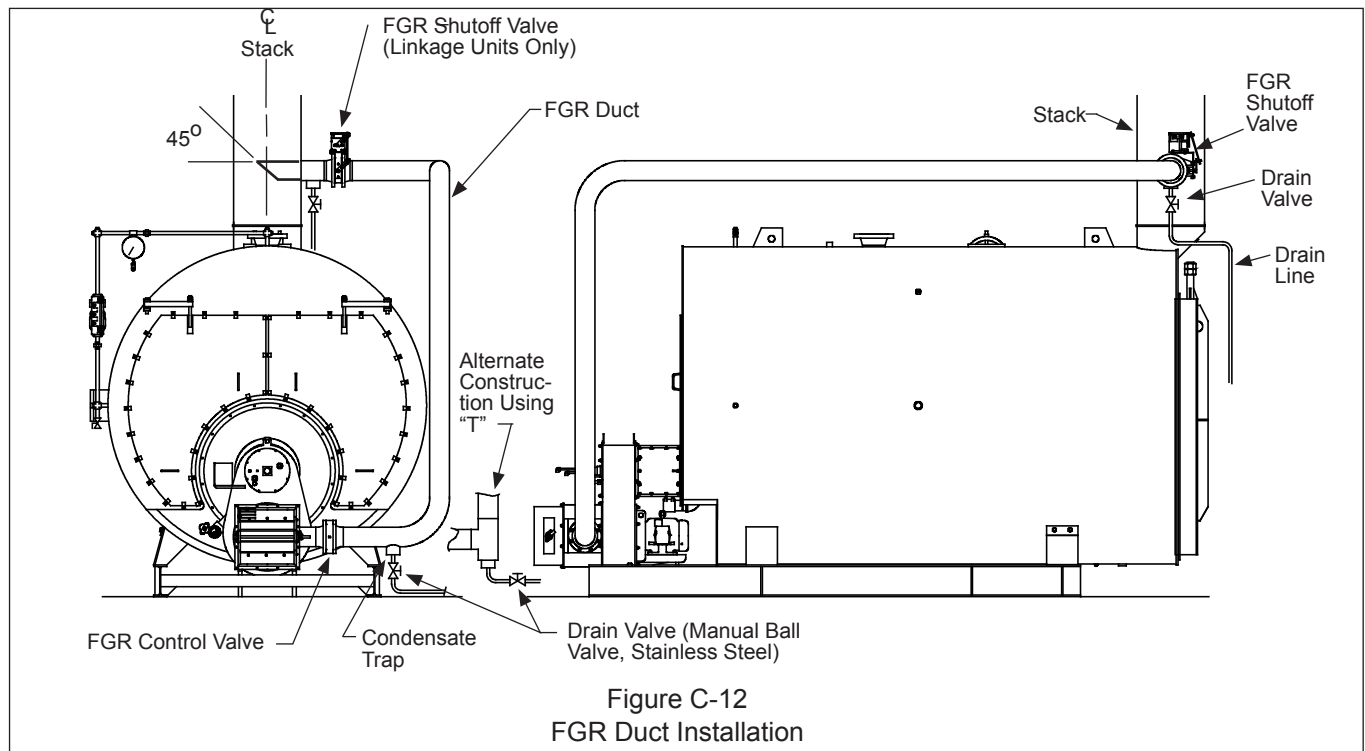 ℄
Stack
FGR Shutoff Valve
(Linkage Units Only)
45°
FGR Duct
Stack
FGR
Shutoff
Valve
Drain
Valve
Drain
Line
Alternate
Construc-
tion Using
“T”
FGR Control Valve
Condensate
Trap
Drain Valve (Manual Ball
Valve, Stainless Steel)
Figure C-12
FGR Duct Installation